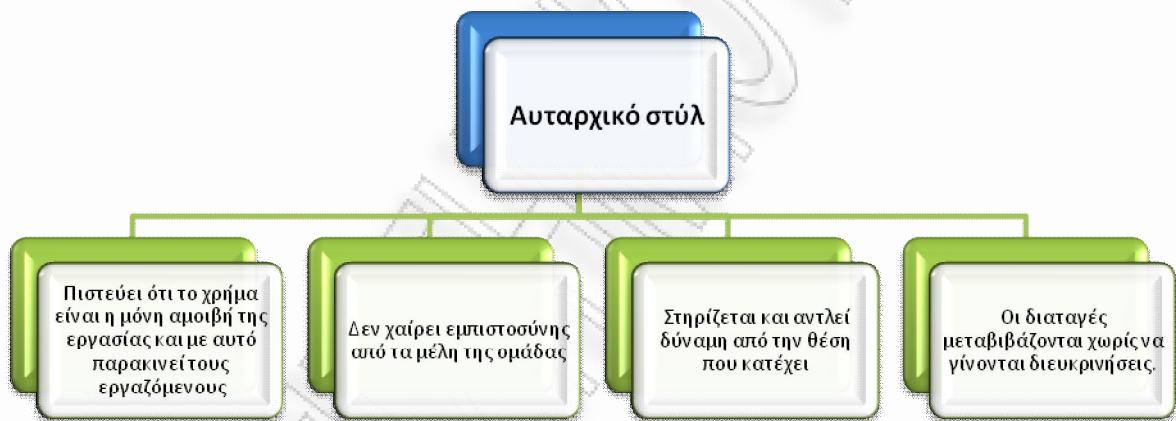 Αυταρχικό στύλ
Πιστεύει ότι το χρήμα
είναι η μόνη αμοιβή της
εργασίας και με αυτό
παρακινεί τους
εργαζόμενους
Δεν χαίρει εμπιστοσύνης
από τα μέλη της ομάδας
Στηρίζεται και αντλεί
δύναμη από την θέση
που κατέχει
Οι διαταγές
μεταβιβάζονται χωρίς να
γίνονται διευκρινήσεις.